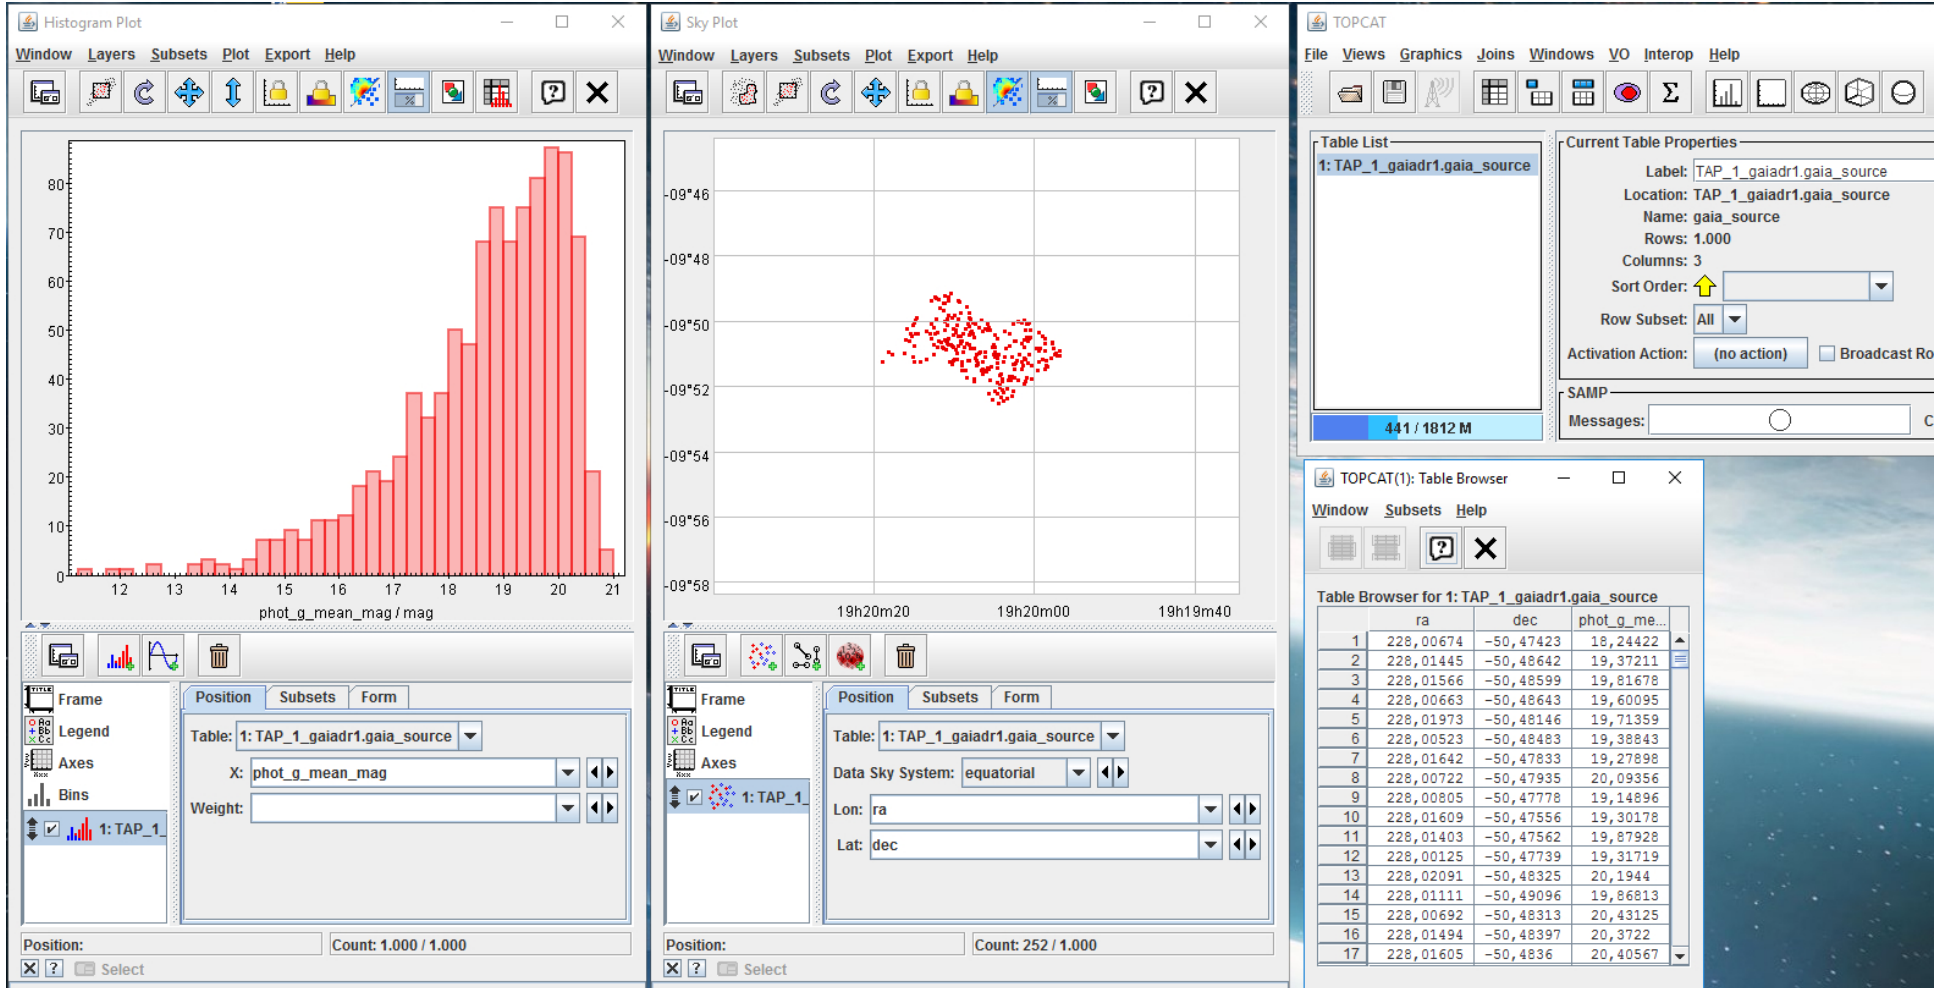 Histogram Plot
Window Layers Subsets Plot Export Help
80
70
60
50
40
30
20
10
0
12 13 14 15 16 17 18 19 20 21
phot_g_mean_mag / mag
Frame
Legend
Axes
Bins
1: TAP_1_
Position Subsets Form
Table: 1: TAP_1_gaiadr1.gaia_source
X: phot_g_mean_mag
Weight:
Position:
Count: 1.000 / 1.000
Select
Sky Plot
Window Layers Subsets Plot Export Help
-09°46
-09°48
-09°50
-09°52
-09°54
-09°56
-09°58
19h20m20 19h20m00 19h19m40
Frame
Legend
Axes
1: TAP_1_
Position Subsets Form
Table: 1: TAP_1_gaiadr1.gaia_source
Data Sky System: equatorial
Lon: ra
Lat: dec
Position:
Count: 252 / 1.000
Select
TOPCAT
File Views Graphics Joins Windows VO Interop Help
Table List
1: TAP_1_gaiadr1.gaia_source
441 / 1812 M
Current Table Properties
Label: TAP_1_gaiadr1.gaia_source
Location: TAP_1_gaiadr1.gaia_source
Name: gaia_source
Rows: 1.000
Columns: 3
Sort Order:
Row Subset: All
Activation Action: (no action) Broadcast Ro
SAMP
Messages: C
TOPCAT(1): Table Browser
Window Subsets Help
Table Browser for 1: TAP_1_gaiadr1.gaia_source
ra dec phot_g_me...
1 228,00674 -50,47423 18,24422
2 228,01445 -50,48642 19,37211
3 228,01566 -50,48599 19,81678
4 228,00663 -50,48643 19,60095
5 228,01973 -50,48146 19,71359
6 228,00523 -50,48483 19,38843
7 228,01642 -50,47833 19,27898
8 228,00722 -50,47935 20,09356
9 228,00805 -50,47778 19,14896
10 228,01609 -50,47556 19,30178
11 228,01403 -50,47562 19,87928
12 228,00125 -50,47739 19,31719
13 228,02091 -50,48325 20,1944
14 228,01111 -50,49096 19,86813
15 228,00692 -50,48313 20,43125
16 228,01494 -50,48397 20,3722
17 228,01605 -50,4836 20,40567